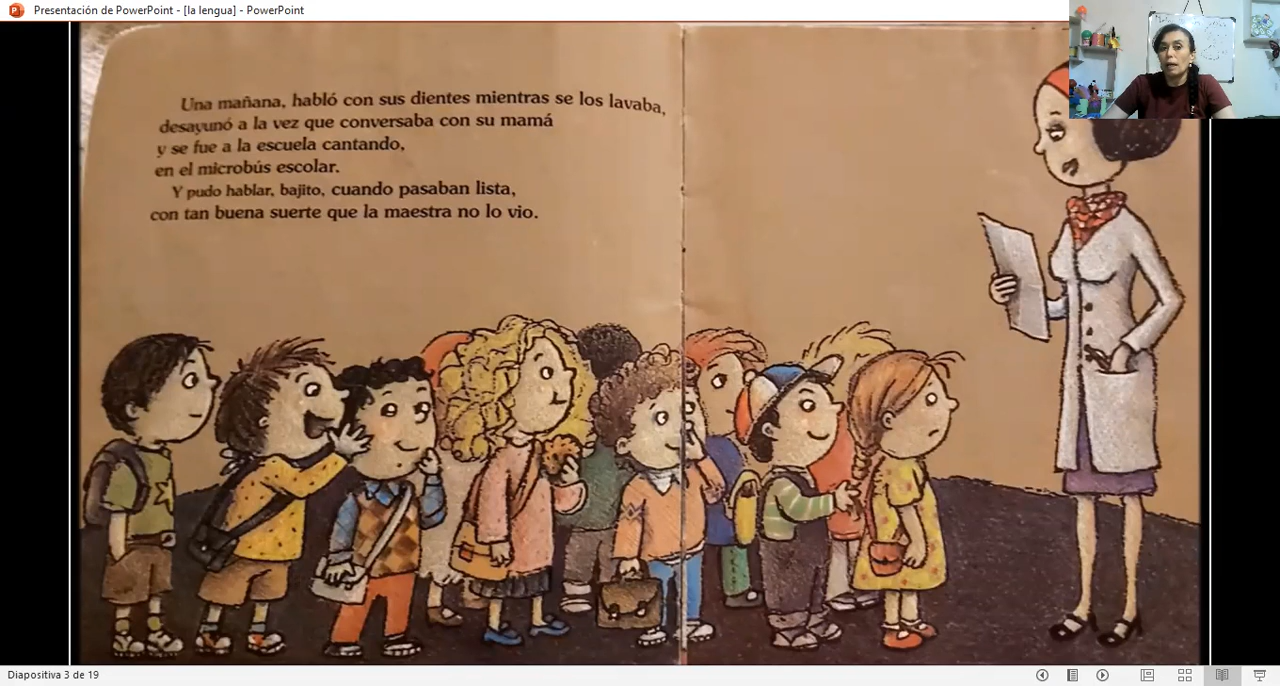 Presentación de PowerPoint - [la lengua] - PowerPoint
Una mañana, habló con sus dientes mientras se los lavaba,
desayunó a la vez que conversaba con su mamá
y se fue a la escuela cantando,
en el microbús escolar.
Y pudo hablar, bajito, cuando pasaban lista,
con tan buena suerte que la maestra no lo vio.
Diapositiva 3 de 19